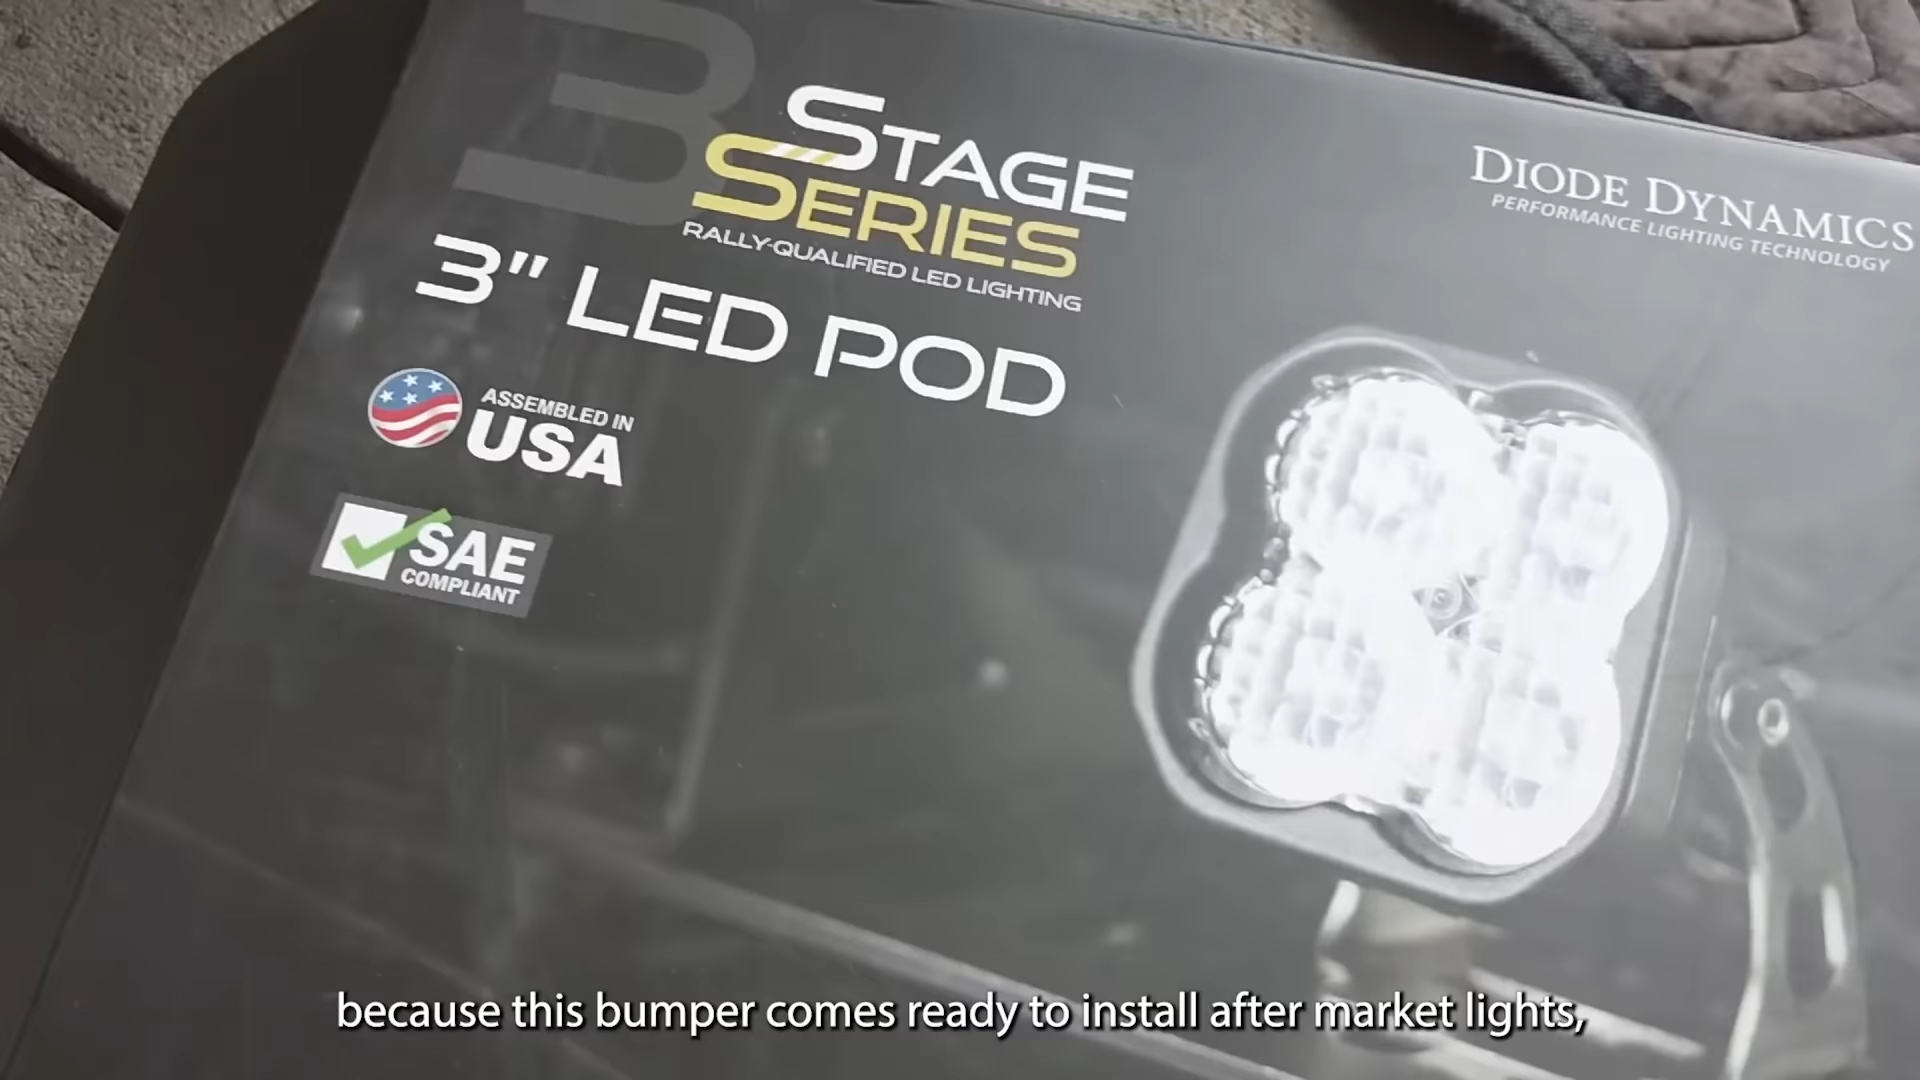 3
STAGE
SERIES
RALLY-QUALIFIED LED LIGHTING
3" LED POD
DIODE DYNAMICS
PERFORMANCE LIGHTING TECHNOLOGY
ASSEMBLED IN
USA
SAE
COMPLIANT
because this bumper comes ready to install after market lights,